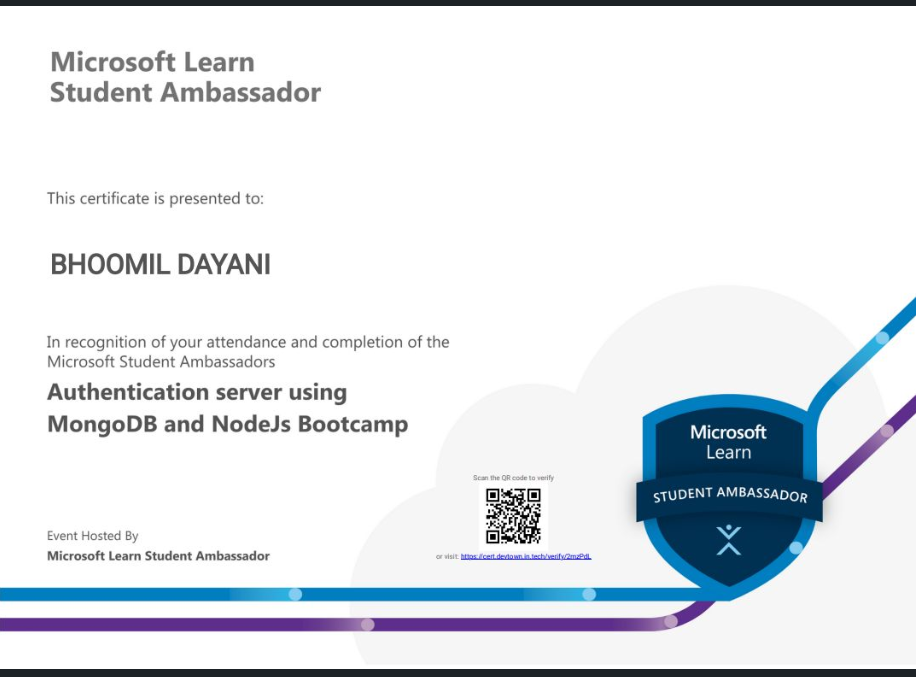 Microsoft Learn
Student Ambassador
This certificate is presented to:
BHOOMIL DAYANI
In recognition of your attendance and completion of the
Microsoft Student Ambassadors
Authentication server using
MongoDB and NodeJs Bootcamp
Scan the QR code to verify
or visit: https://cert.devtown.in.tech/verify/2mzPdL
Event Hosted By
Microsoft Learn Student Ambassador
Microsoft
Learn
STUDENT AMBASSADOR